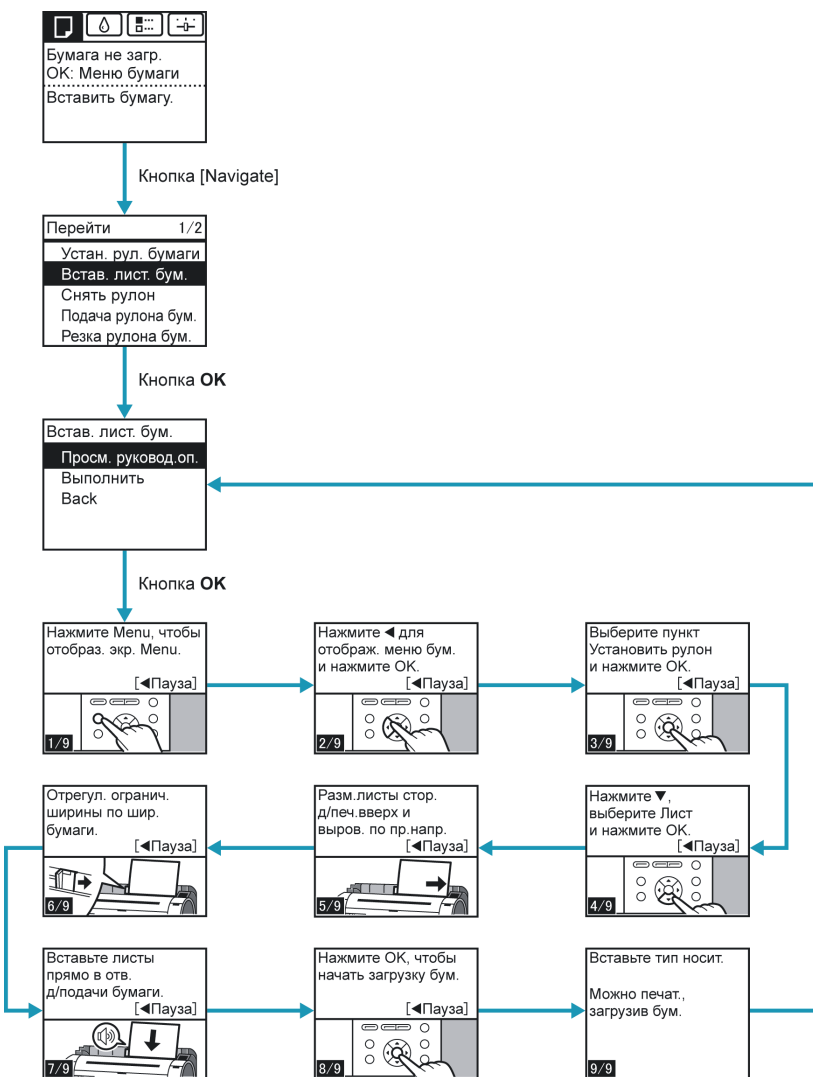 Бумага не загр.
OK: Меню бумаги
Вставить бумагу.
Кнопка [Navigate]
Перейти 1/2
Устан. рул. бумаги
Встав. лист. бум.
Снять рулон
Подача рулона бум.
Резка рулона бум.
Кнопка OK
Встав. лист. бум.
Просм. руковод.оп.
Выполнить
Back
Кнопка OK
Нажмите Menu, чтобы
отобраз. экр. Menu.
[◀Пауза]
1/9
Нажмите ◀ для
отображ. меню бум.
и нажмите OK.
[◀Пауза]
2/9
Выберите пункт
Установить рулон
и нажмите OK.
[◀Пауза]
3/9
Нажмите ▼,
выберите Лист
и нажмите OK.
[◀Пауза]
4/9
Разм.листы стор.
д/печ.вверх и
выров. по пр.напр.
[◀Пауза]
5/9
Отрегул. огранич.
ширины по шир.
бумаги.
[◀Пауза]
6/9
Вставьте листы
прямо в отв.
д/подачи бумаги.
[◀Пауза]
7/9
Нажмите OK, чтобы
начать загрузку бум.
[◀Пауза]
8/9
Вставьте тип носит.
Можно печат.,
загрузив бум.
9/9